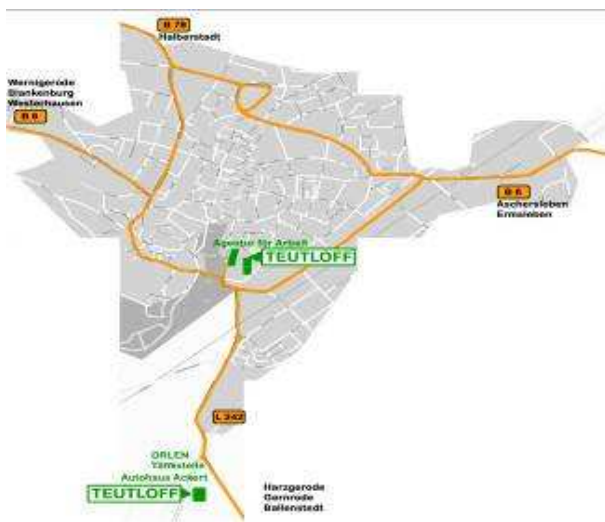 B 79
Halberstadt
Wernigerode
Blankenburg
Westerhausen
B 6
B 6
Aschersleben
Ermsleben
Agentur für Arbeit
TEUTLOFF
L 242
ORLEN
Tankstelle
Autohaus Ackert
TEUTLOFF
Harzgerode
Gernrode
Ballenstedt